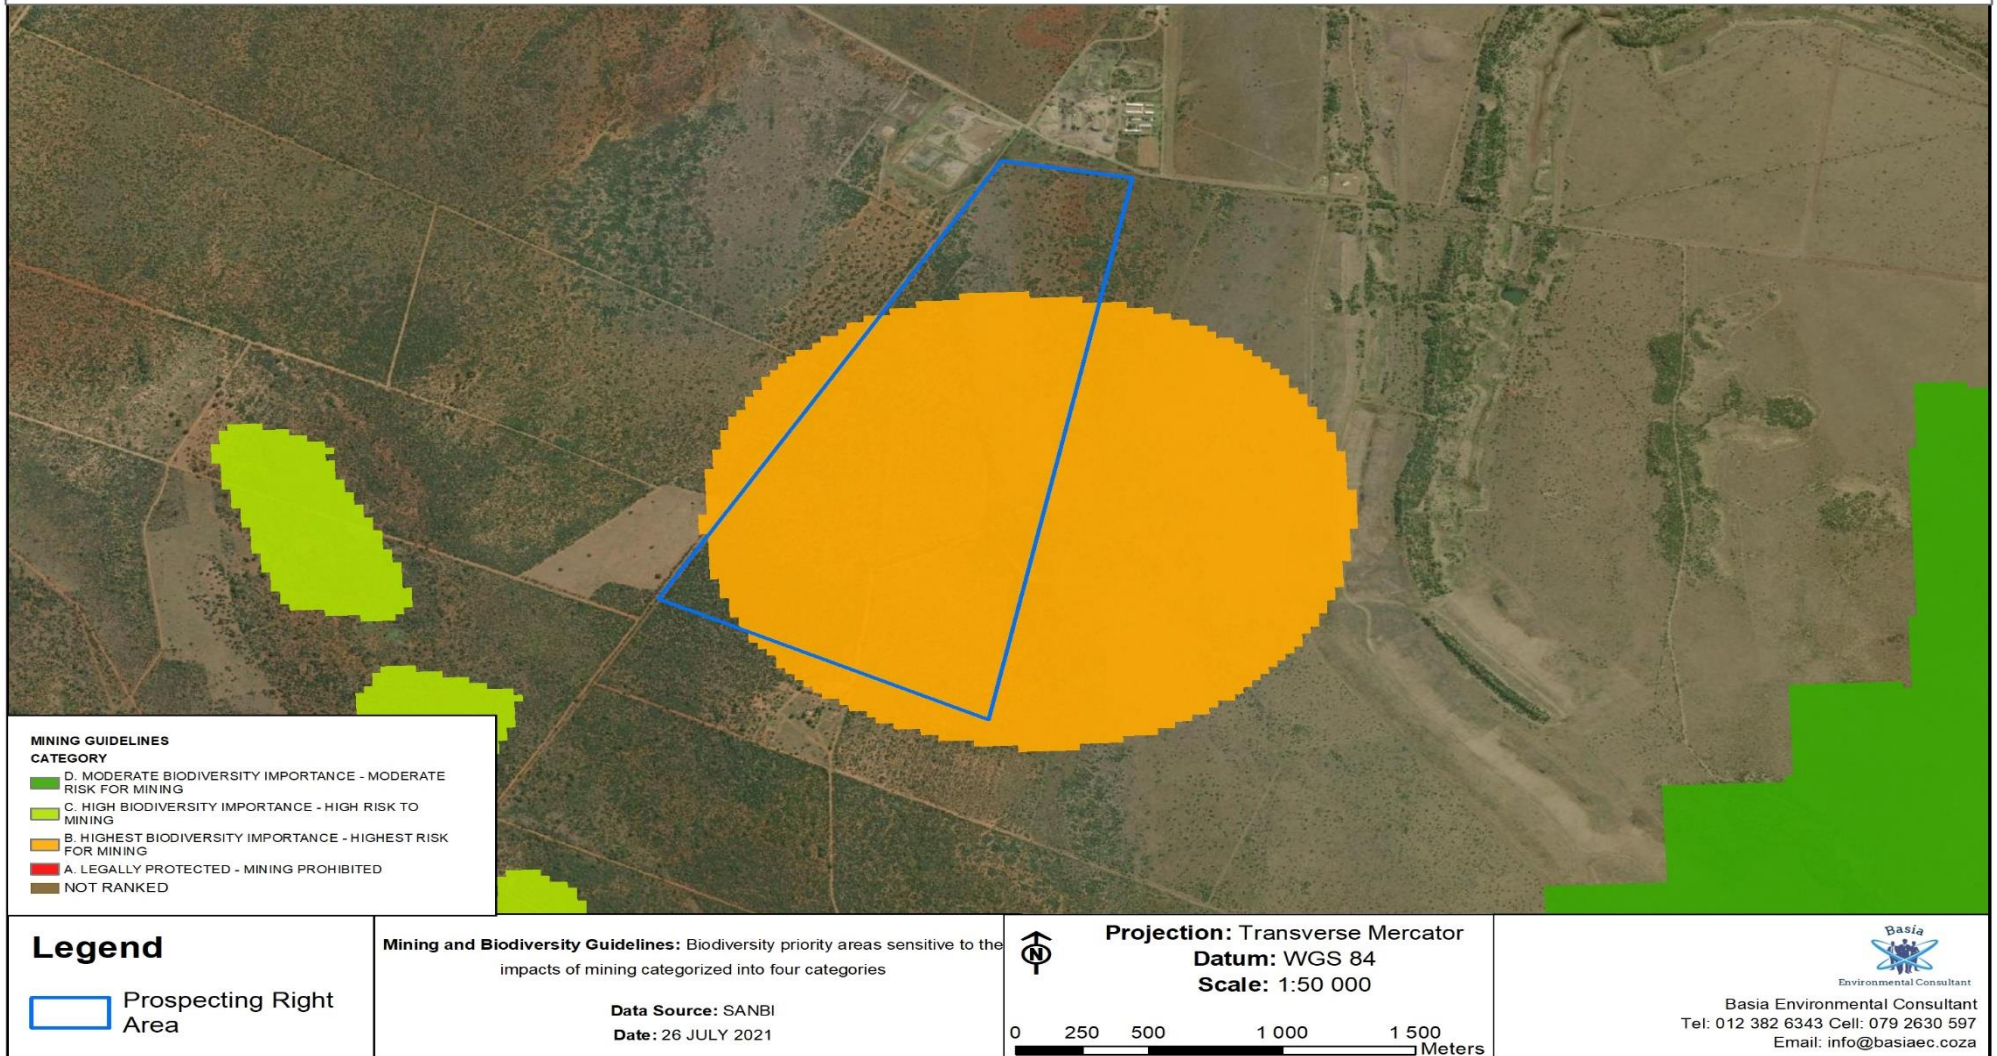 MINING GUIDELINES
CATEGORY
D. MODERATE BIODIVERSITY IMPORTANCE - MODERATE
RISK FOR MINING
C. HIGH BIODIVERSITY IMPORTANCE - HIGH RISK TO
MINING
B. HIGHEST BIODIVERSITY IMPORTANCE - HIGHEST RISK
FOR MINING
A. LEGALLY PROTECTED - MINING PROHIBITED
NOT RANKED
Legend
Prospecting Right
Area
Mining and Biodiversity Guidelines: Biodiversity priority areas sensitive to the
impacts of mining categorized into four categories
Data Source: SANBI
Date: 26 JULY 2021
N
Projection: Transverse Mercator
Datum: WGS 84
Scale: 1:50 000
0 250 500 1 000 1 500
Meters
Basia
Environmental Consultant
Basia Environmental Consultant
Tel: 012 382 6343 Cell: 079 2630 597
Email: info@basiaec.coza